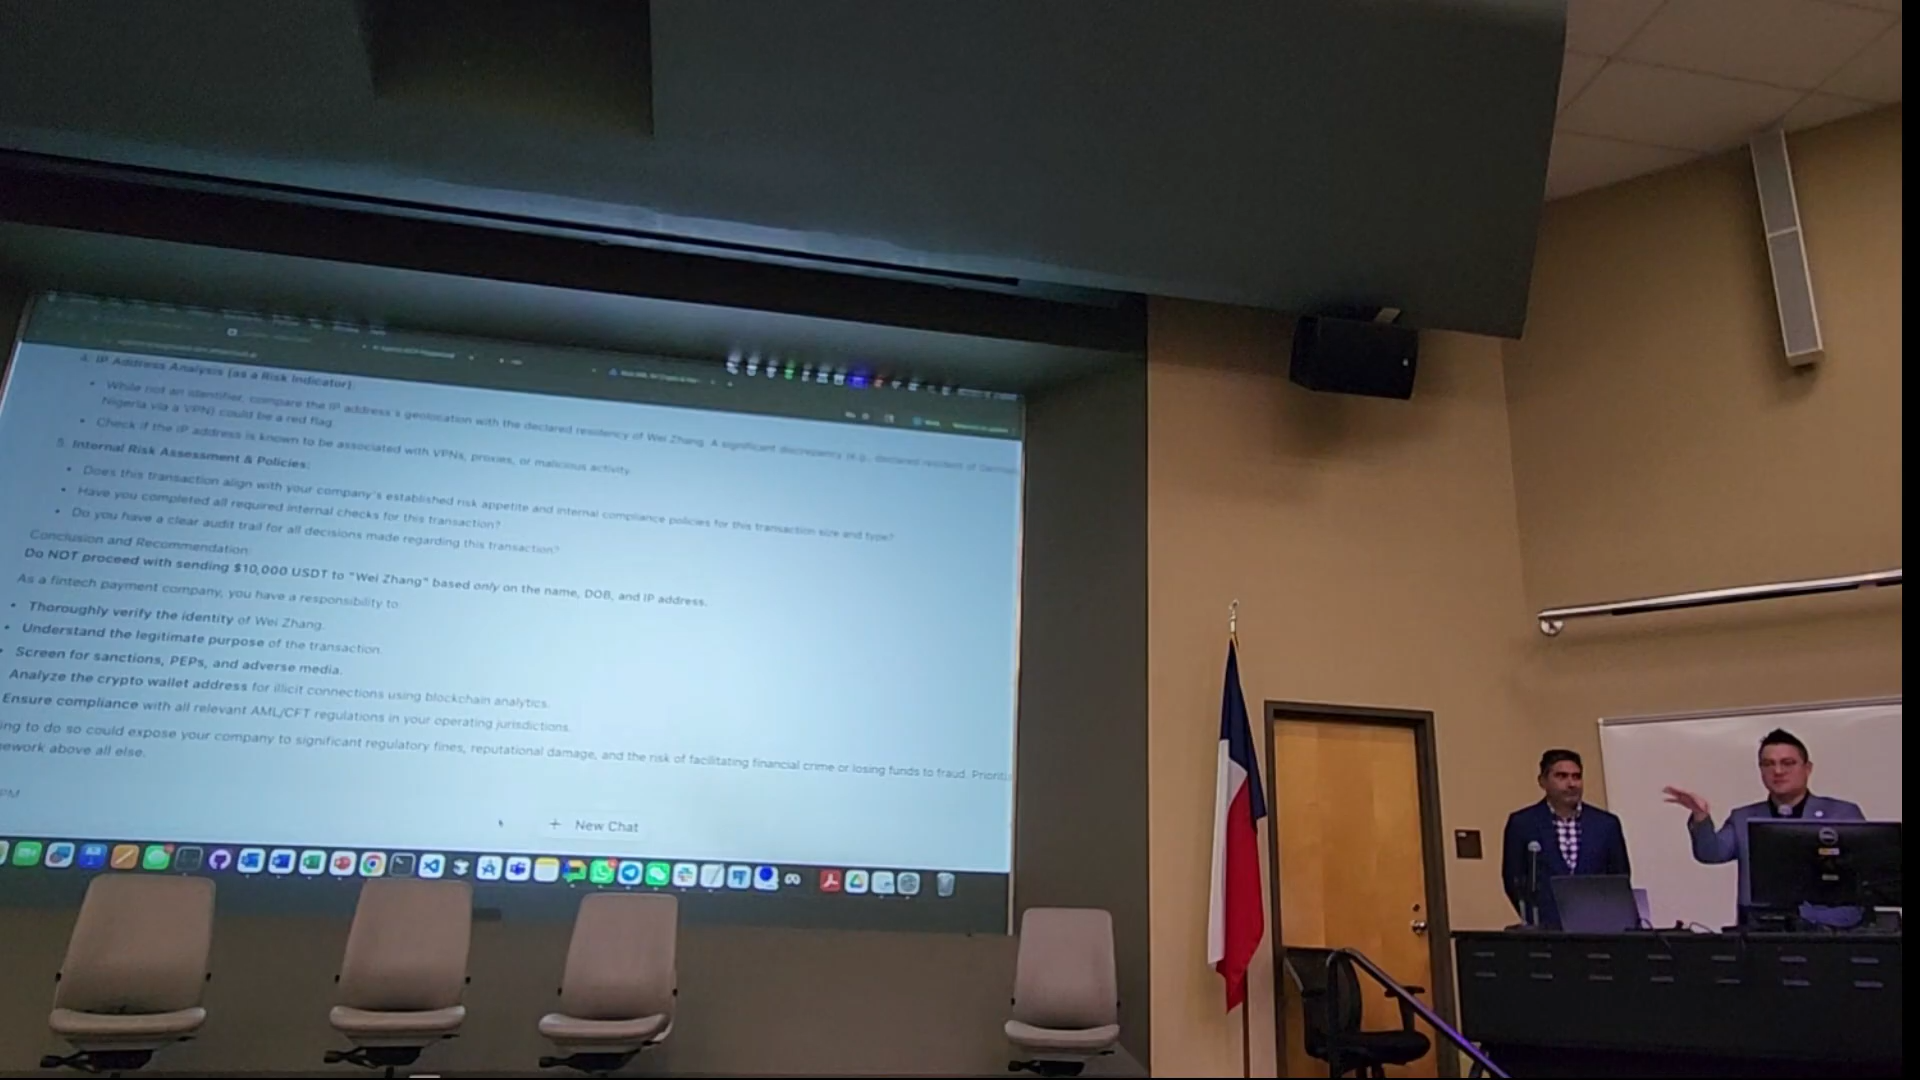 4. IP Address Analysis (as a Risk Indicator)
• While not an identifier, compare the IP address's geolocation with the declared residency of Wei Zhang. A significant discrepancy (e.g., declared resident of
Nigeria via a VPN) could be a red flag.
• Check if the IP address is known to be associated with VPNs, proxies, or malicious activity.
5. Internal Risk Assessment & Policies:
• Does this transaction align with your company's established risk appetite and internal compliance policies for this transaction size and type?
• Have you completed all required internal checks for this transaction?
• Do you have a clear audit trail for all decisions made regarding this transaction?
Conclusion and Recommendation:
Do NOT proceed with sending $10,000 USDT to "Wei Zhang" based only on the name, DOB, and IP address.
As a fintech payment company, you have a responsibility to:
• Thoroughly verify the identity of Wei Zhang.
• Understand the legitimate purpose of the transaction.
• Screen for sanctions, PEPs, and adverse media.
Analyze the crypto wallet address for illicit connections using blockchain analytics.
Ensure compliance with all relevant AML/CFT regulations in your operating jurisdictions.
ing to do so could expose your company to significant regulatory fines, reputational damage, and the risk of facilitating financial crime or losing funds to fraud.
ework above all else.
PM
+ New Chat